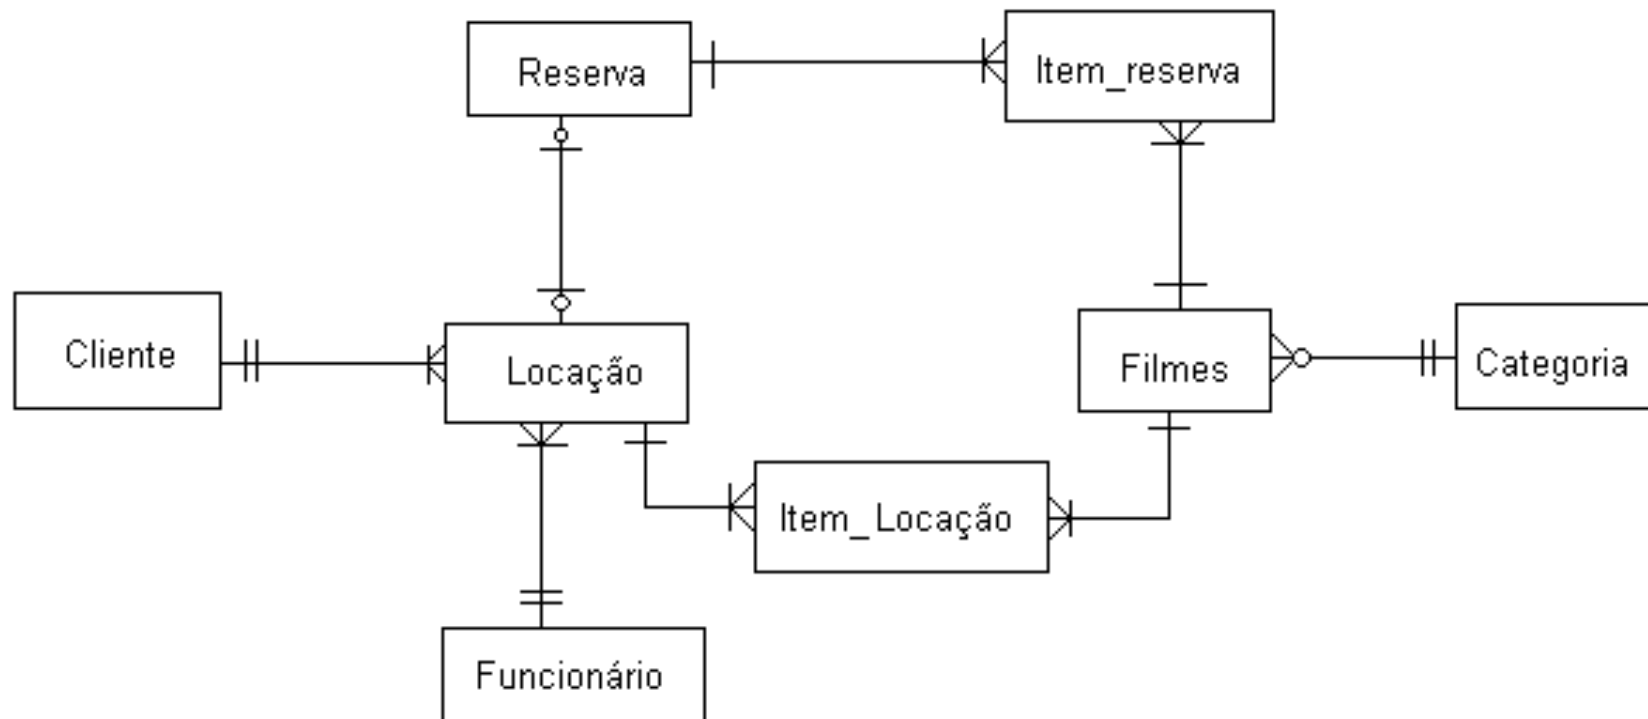 Reserva
Item_reserva
Cliente
Locação
Filmes
Categoria
Item_Locação
Funcionário